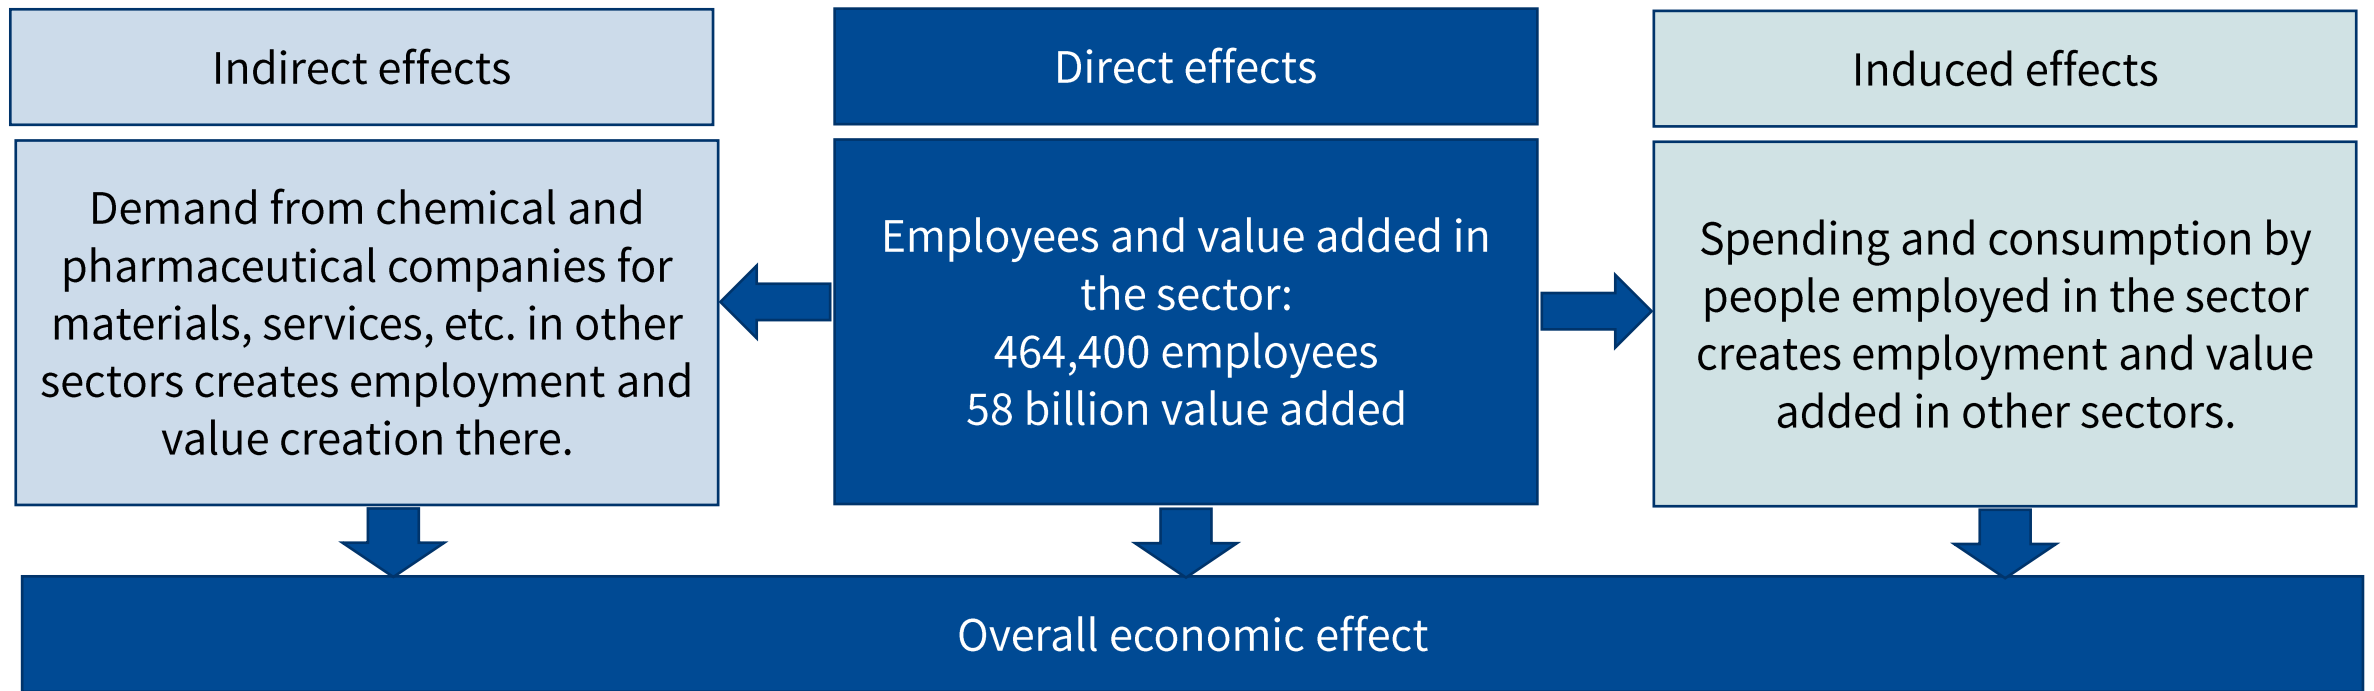 Indirect effects
Demand from chemical and
pharmaceutical companies for
materials, services, etc. in other
sectors creates employment and
value creation there.
Direct effects
Employees and value added in
the sector:
464,400 employees
58 billion value added
Induced effects
Spending and consumption by
people employed in the sector
creates employment and value
added in other sectors.
Overall economic effect